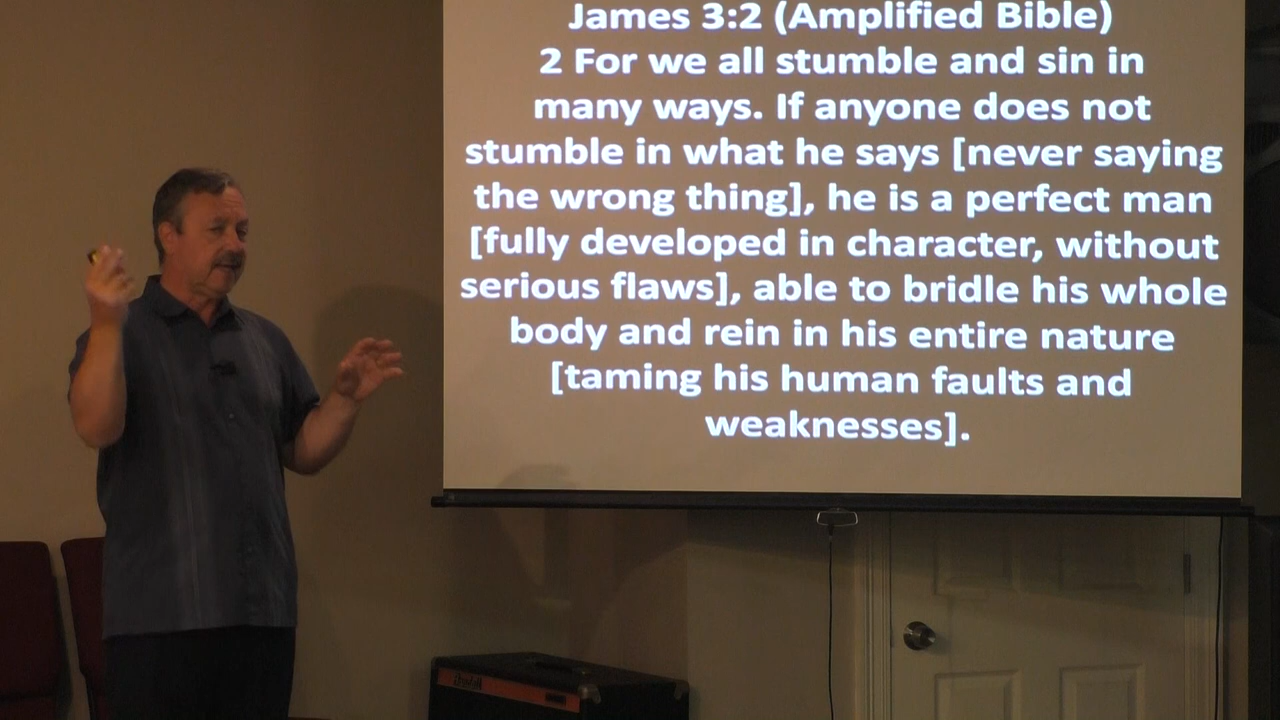 James 3:2 (Amplified Bible)
2 For we all stumble and sin in
many ways. If anyone does not
stumble in what he says [never saying
the wrong thing], he is a perfect man
[fully developed in character, without
serious flaws], able to bridle his whole
body and rein in his entire nature
[taming his human faults and
weaknesses].